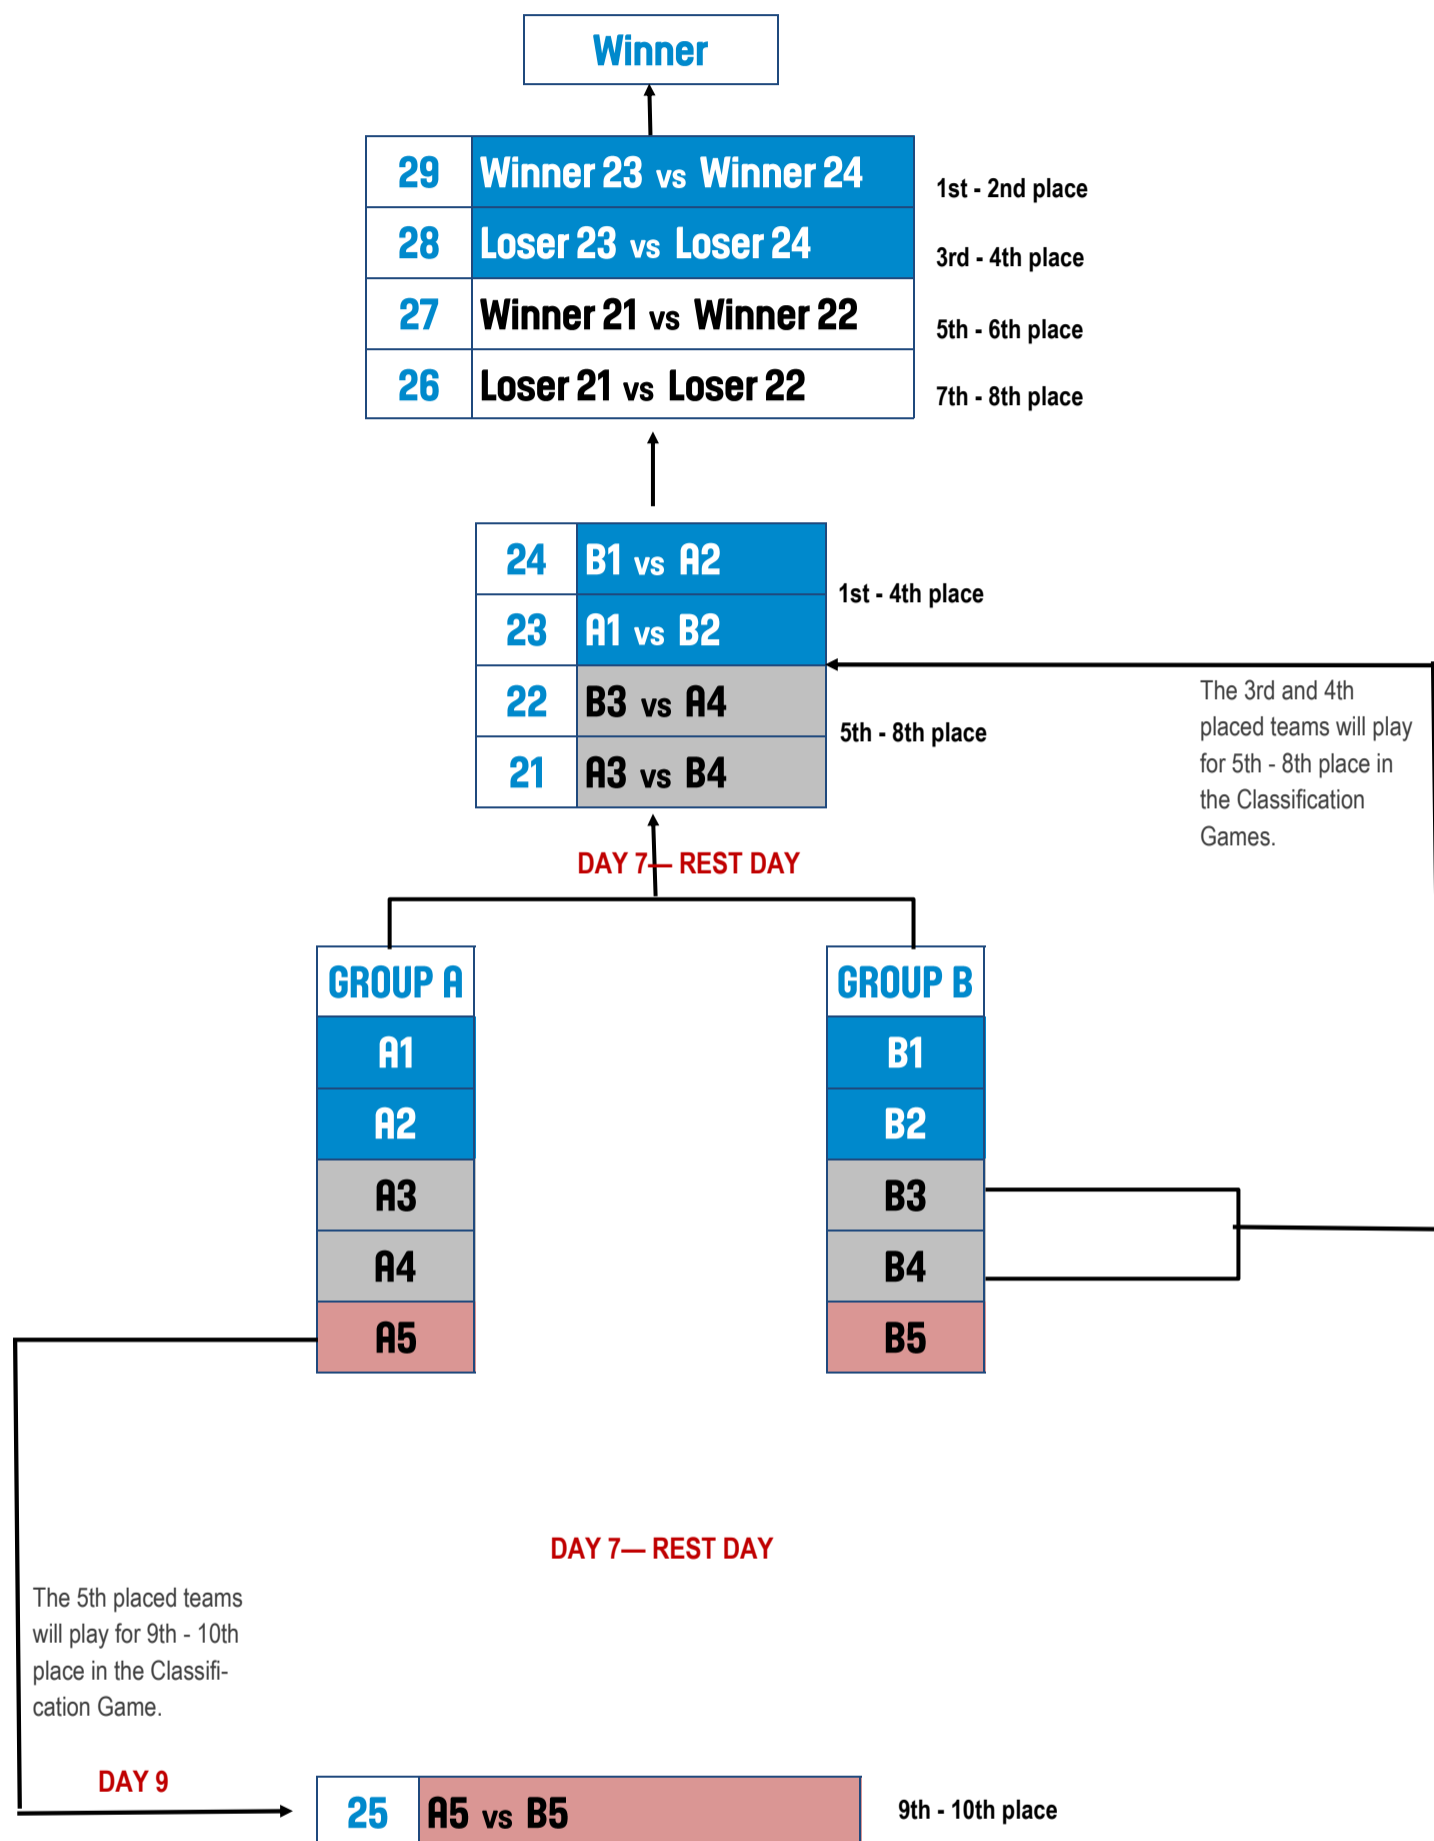 Winner
29 Winner 23 vs Winner 24 1st - 2nd place
28 Loser 23 vs Loser 24 3rd - 4th place
27 Winner 21 vs Winner 22 5th - 6th place
26 Loser 21 vs Loser 22 7th - 8th place
24 B1 vs A2
1st - 4th place
23 A1 vs B2
22 B3 vs A4
5th - 8th place
21 A3 vs B4
The 3rd and 4th
placed teams will play
for 5th - 8th place in
the Classification
Games.
DAY 7— REST DAY
GROUP A
A1
A2
A3
A4
A5
GROUP B
B1
B2
B3
B4
B5
DAY 7— REST DAY
The 5th placed teams
will play for 9th - 10th
place in the Classifi-
cation Game.
DAY 9
25 A5 vs B5 9th - 10th place